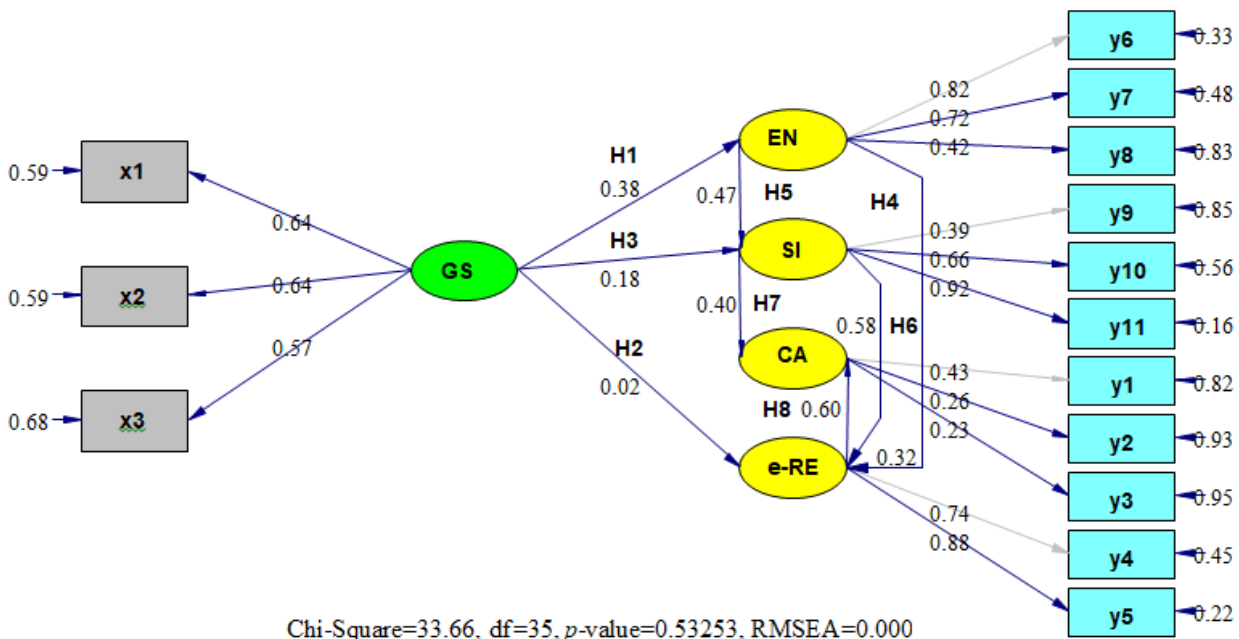 y6
0.33
0.82
y7
0.48
0.72
EN
0.42
y8
0.83
H1
0.59
x1
0.38
0.47
H5
H4
y9
0.85
0.64
0.39
H3
SI
0.66
y10
0.56
GS
0.18
0.92
0.59
x2
0.64
H7
0.40
0.58
H6
y11
0.16
0.57
H2
CA
0.43
y1
0.82
0.02
0.26
H8
0.60
0.23
y2
0.93
0.68
x3
e-RE
0.32
y3
0.95
0.74
0.88
y4
0.45
y5
0.22
Chi-Square=33.66, df=35, p-value=0.53253, RMSEA=0.000